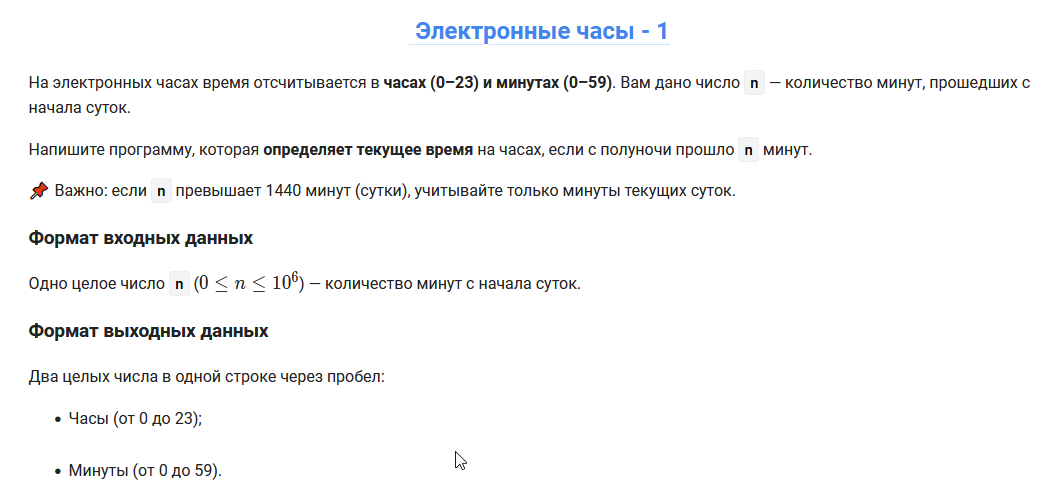 Электронные часы - 1
На электронных часах время отсчитывается в часах (0–23) и минутах (0–59). Вам дано число n — количество минут, прошедших с
начала суток.
Напишите программу, которая определяет текущее время на часах, если с полуночи прошло n минут.
📌 Важно: если n превышает 1440 минут (сутки), учитывайте только минуты текущих суток.
Формат входных данных
Одно целое число n (0 ≤ n ≤ 10⁶) – количество минут с начала суток.
Формат выходных данных
Два целых числа в одной строке через пробел:
• Часы (от 0 до 23);
• Минуты (от 0 до 59).